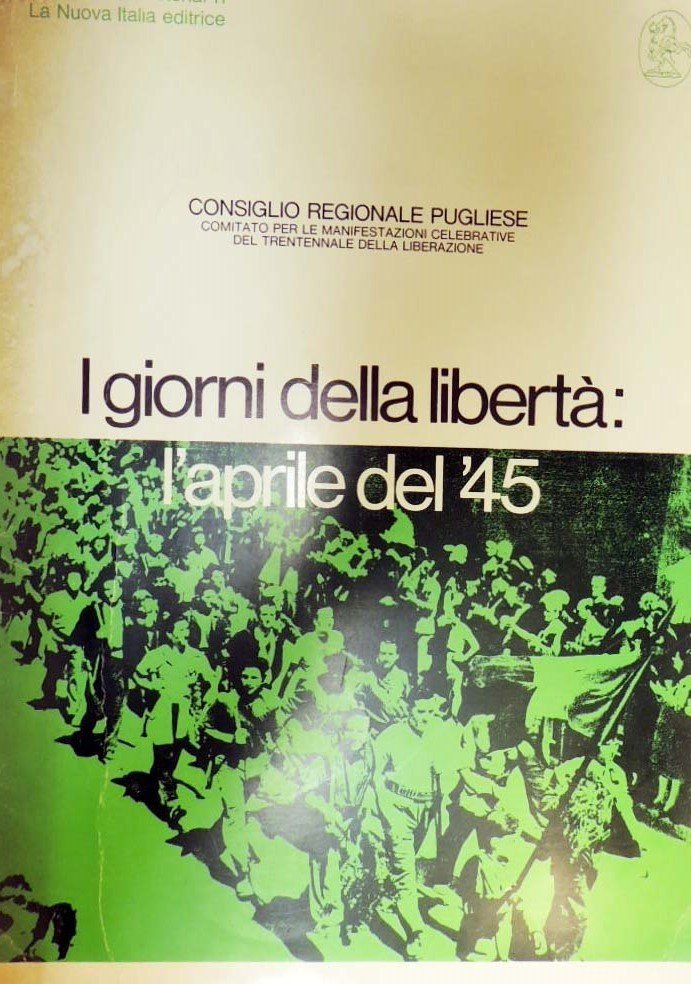 La Nuova Italia editrice
CONSIGLIO REGIONALE PUGLIESE
COMITATO PER LE MANIFESTAZIONI CELEBRATIVE
DEL TRENTENNALE DELLA LIBERAZIONE
I giorni della libertà:
l'aprile del '45